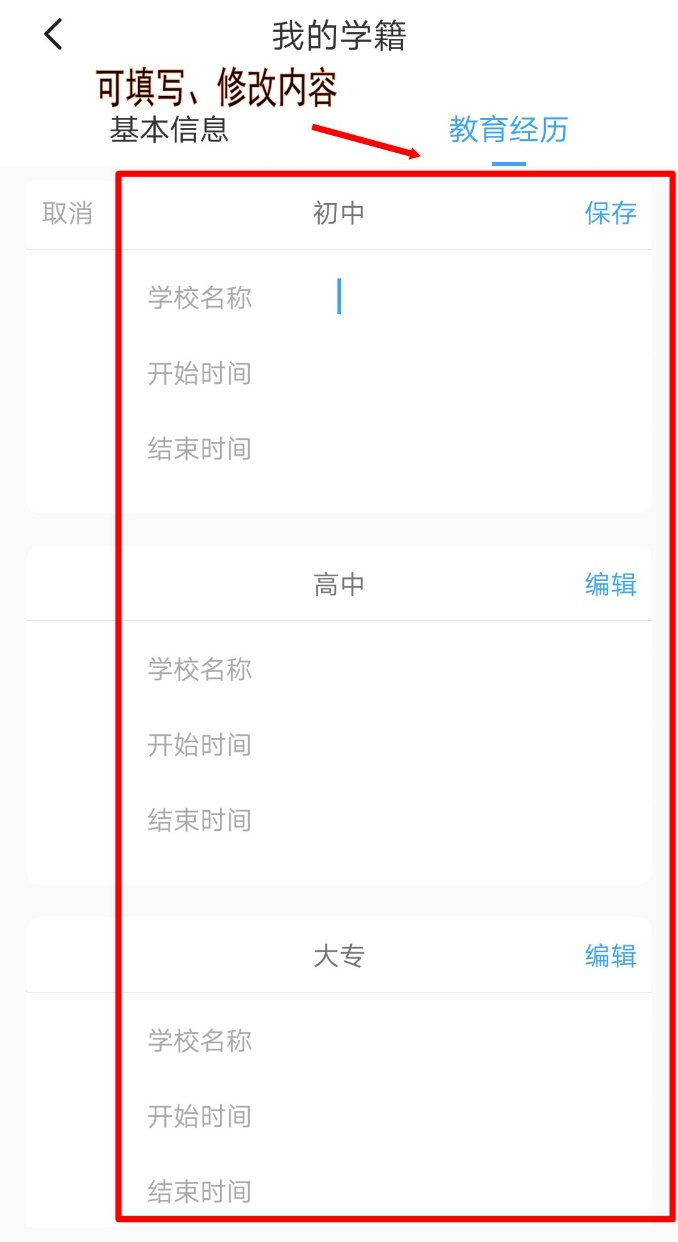 我的学籍
可填写、修改内容
基本信息 教育经历
取消 初中 保存
学校名称
开始时间
结束时间
高中 编辑
学校名称
开始时间
结束时间
大专 编辑
学校名称
开始时间
结束时间